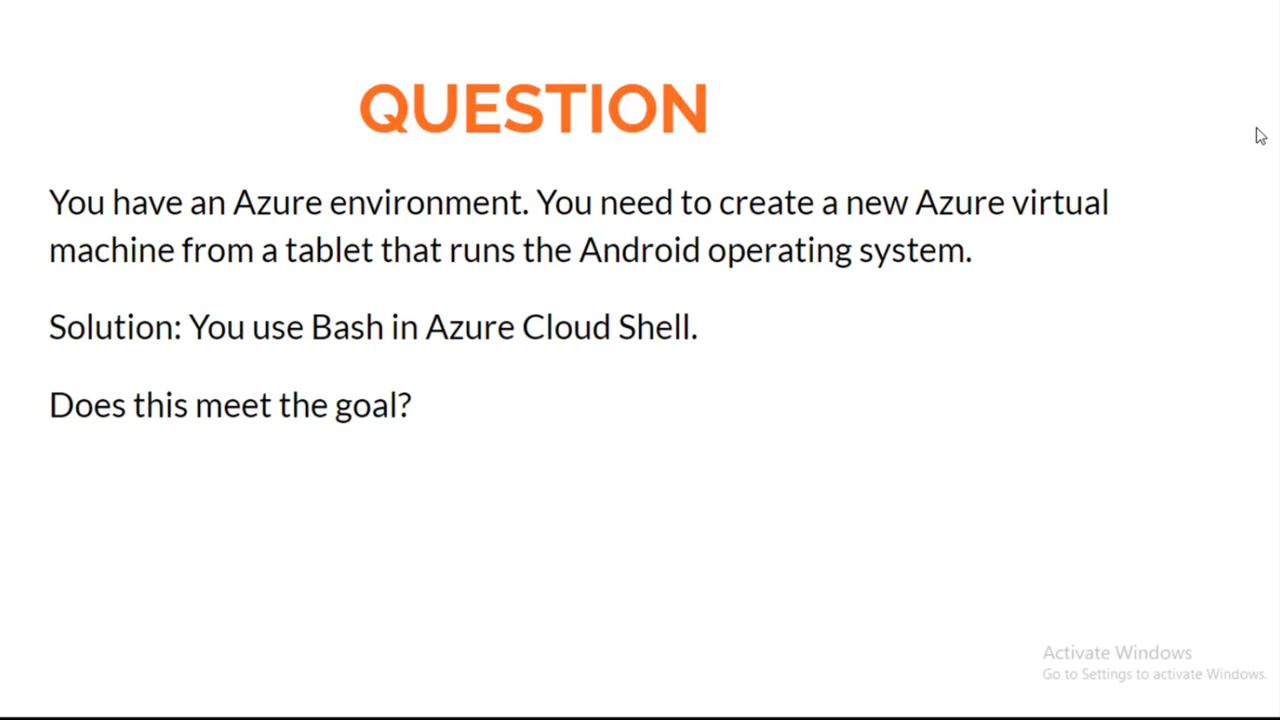 QUESTION
You have an Azure environment. You need to create a new Azure virtual
machine from a tablet that runs the Android operating system.
Solution: You use Bash in Azure Cloud Shell.
Does this meet the goal?
Activate Windows
Go to Settings to activate Windows.